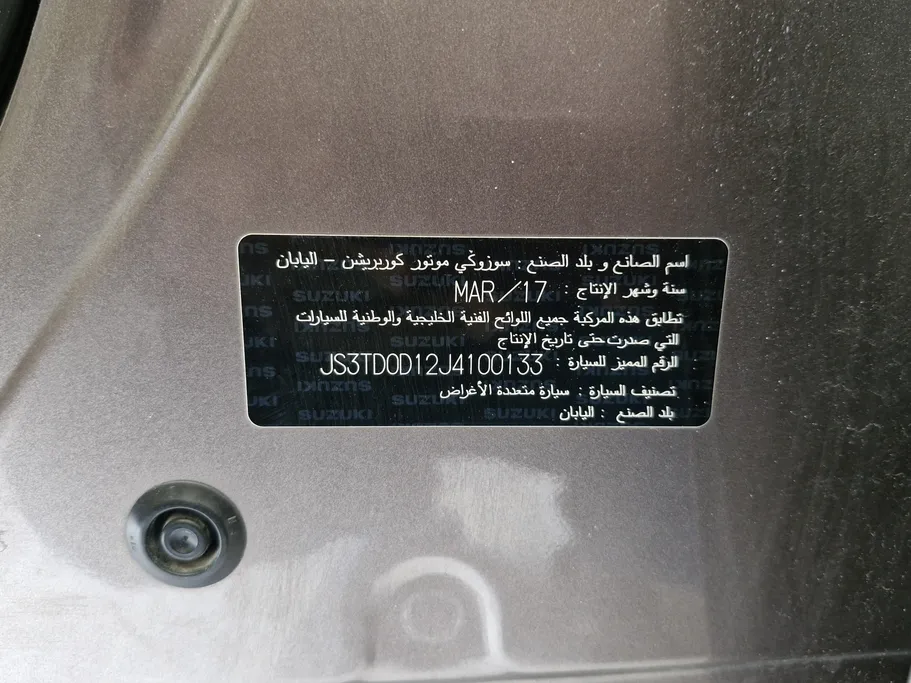 اسم الصانع و بلد الصنع : سوزوكي موتور كوربريشن – اليابان
سنة وشهر الإنتاج : MAR/17
تطابق هذه المركبة جميع اللوائح الفنية الخليجية والوطنية للسيارات
التي صدرت حتى تاريخ الإنتاج
الرقم المميز للسيارة : JS3TD0D12J4100133
تصنيف السيارة : سيارة متعددة الأغراض
بلد الصنع : اليابان